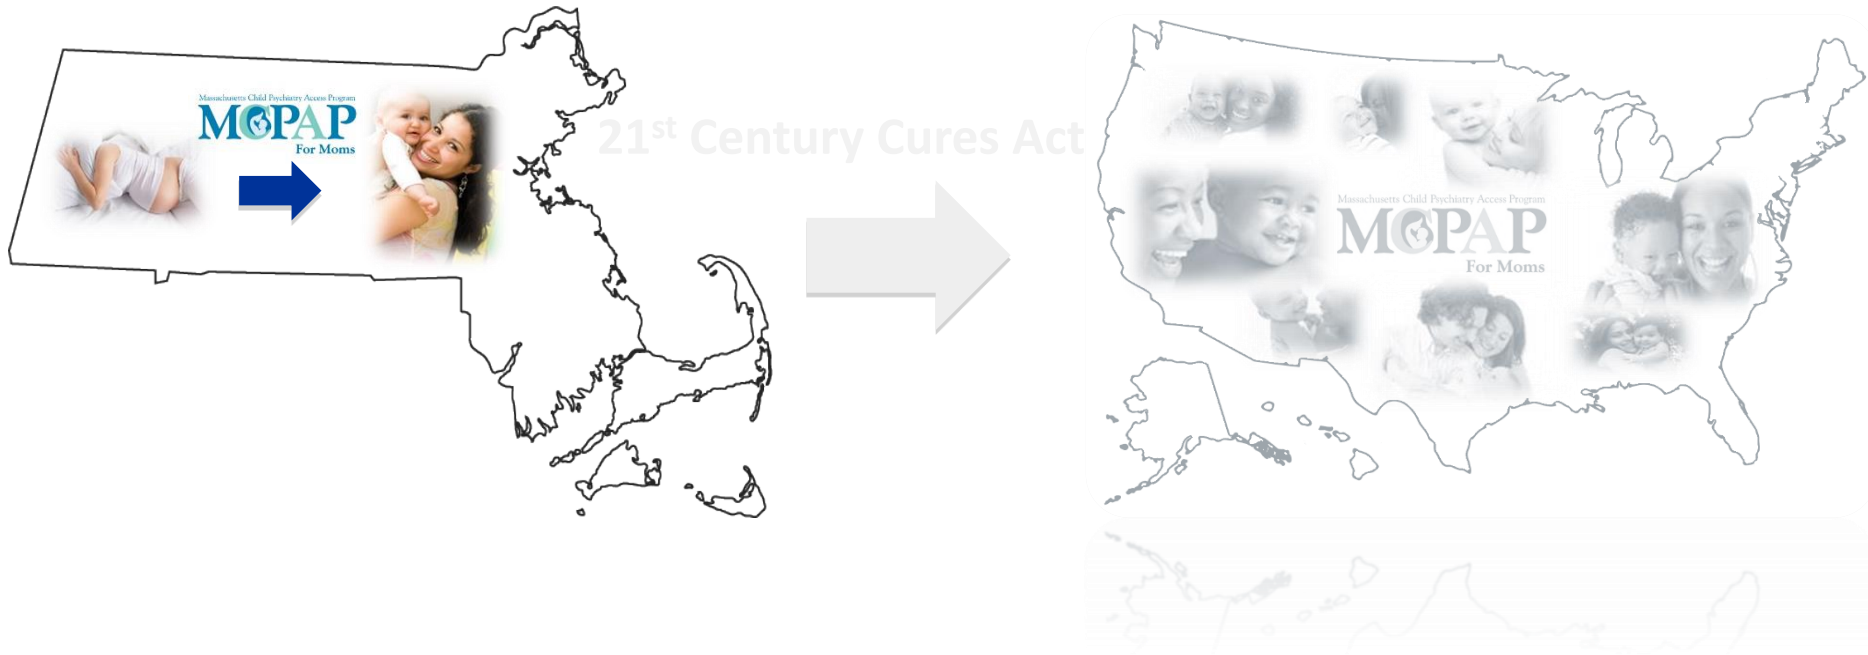 Massachusetts Child Psychiatry Access Program
MCPAP
For Moms
21st Century Cures Act
Massachusetts Child Psychiatry Access Program
MCPAP
For Moms